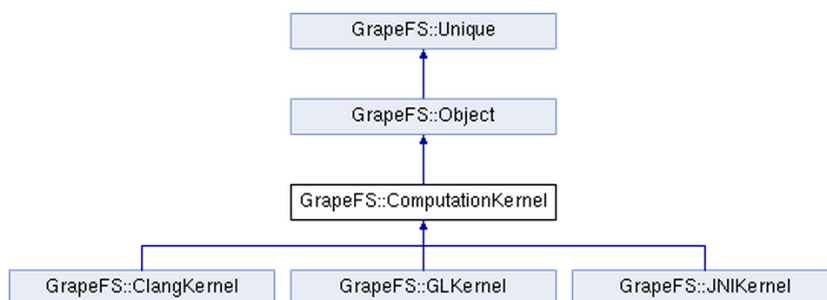 GrapeFS::Unique
GrapeFS::Object
GrapeFS::ComputationKernel
GrapeFS::ClangKernel
GrapeFS::GLKernel
GrapeFS::JNIKernel